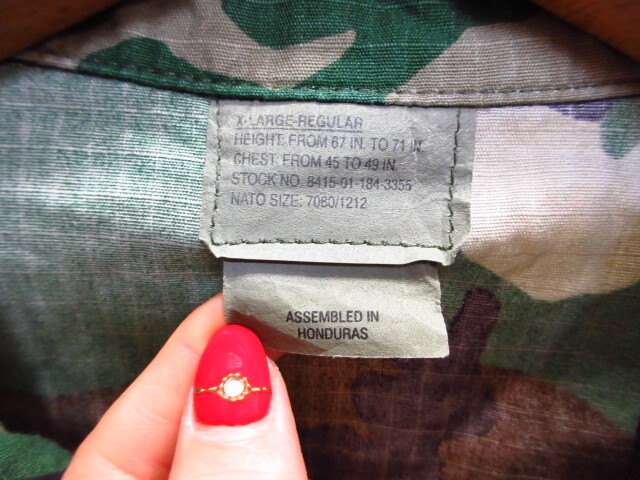 X-LARGE-REGULAR
HEIGHT: FROM 67 IN. TO 71 IN.
CHEST: FROM 45 TO 49 IN.
STOCK NO. 8415-01-184-3355
NATO SIZE: 7080/1212
ASSEMBLED IN
HONDURAS